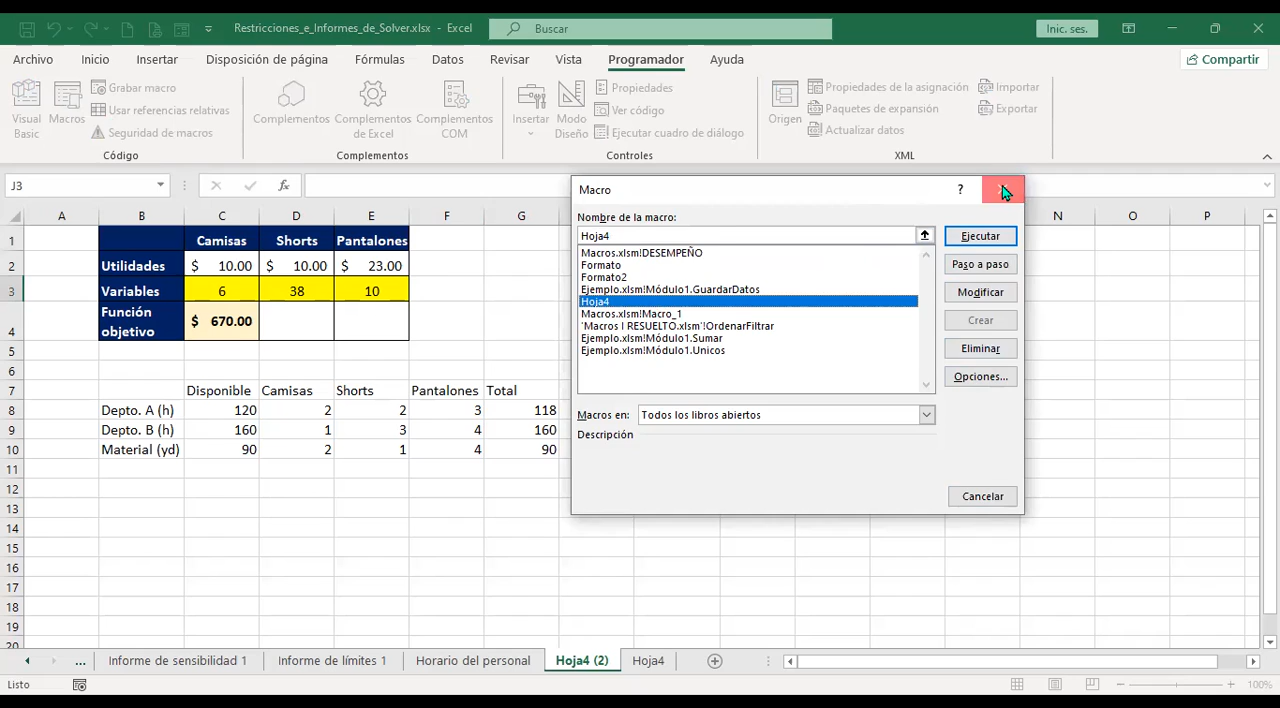 Restricciones_e_Informes_de_Solver.xlsx - Excel
Buscar
Inic. ses.
Archivo Inicio Insertar Disposición de página Fórmulas Datos Revisar Vista Programador Ayuda
Compartir
Visual Basic
Macros
Grabar macro
Usar referencias relativas
Seguridad de macros
Código
Complementos
Complementos de Excel
Complementos COM
Complementos
Insertar
Modo Diseño
Propiedades
Ver código
Ejecutar cuadro de diálogo
Controles
Origen
Propiedades de la asignación
Paquetes de expansión
Actualizar datos
Importar
Exportar
XML
J3
fx
A B C D E F G N O P
1 Camisas Shorts Pantalones
2 Utilidades $ 10.00 $ 10.00 $ 23.00
3 Variables 6 38 10
4 Función objetivo $ 670.00
5
6
7 Disponible Camisas Shorts Pantalones Total
8 Depto. A (h) 120 2 2 3 118
9 Depto. B (h) 160 1 3 4 160
10 Material (yd) 90 2 1 4 90
11
12
13
14
15
16
17
18
19
20
Macro
?
Nombre de la macro:
Hoja4
Macros.xlsm!DESEMPEÑO
Formato
Formato2
Ejemplo.xlsm!Módulo1.GuardarDatos
Hoja4
Macros.xlsm!Macro_1
'Macros I RESUELTO.xlsm'!OrdenarFiltrar
Ejemplo.xlsm!Módulo1.Sumar
Ejemplo.xlsm!Módulo1.Unicos
Ejecutar
Paso a paso
Modificar
Crear
Eliminar
Opciones...
Macros en: Todos los libros abiertos
Descripción
Cancelar
... Informe de sensibilidad 1 Informe de límites 1 Horario del personal Hoja4 (2) Hoja4
Listo
100%